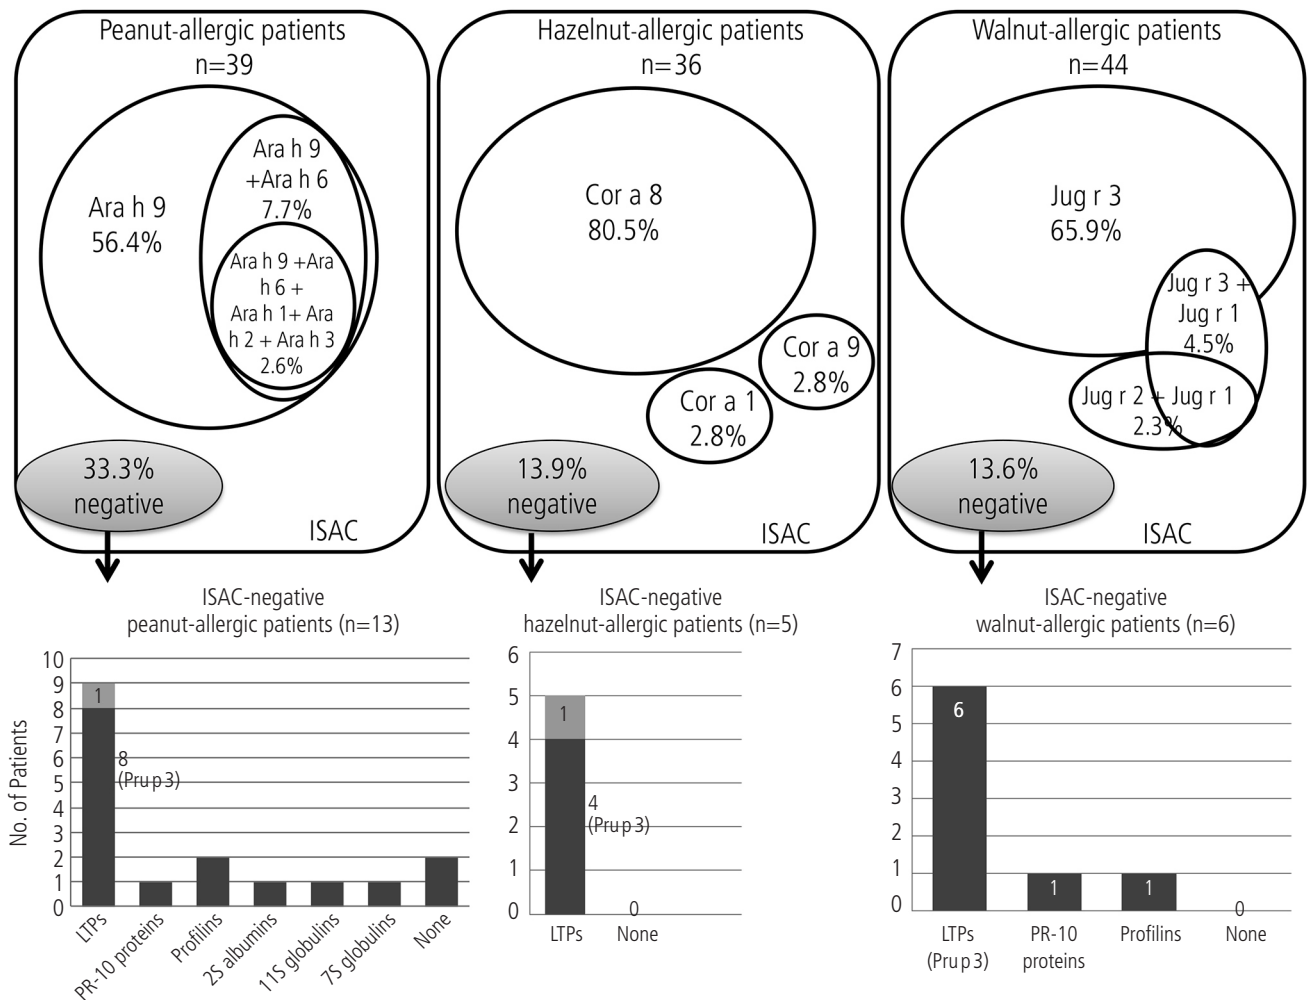 Peanut-allergic patients
n=39
Ara h 9
56.4%
Ara h 9
+Ara h 6
7.7%
Ara h 9 +Ara
h 6 +
Ara h 1+ Ara
h 2 + Ara h 3
2.6%
33.3%
negative
ISAC
Hazelnut-allergic patients
n=36
Cor a 8
80.5%
Cor a 9
2.8%
Cor a 1
2.8%
13.9%
negative
ISAC
Walnut-allergic patients
n=44
Jug r 3
65.9%
Jug r 3 +
Jug r 1
4.5%
Jug r 2 + Jug r 1
2.3%
13.6%
negative
ISAC
ISAC-negative
peanut-allergic patients (n=13)
No. of Patients
10
9
8
7
6
5
4
3
2
1
0
1
8
(Pru p 3)
LTPs
PR-10 proteins
Profilins
2S albumins
11S globulins
7S globulins
None
ISAC-negative
hazelnut-allergic patients (n=5)
6
5
4
3
2
1
0
1
4
(Pru p 3)
0
LTPs
None
ISAC-negative
walnut-allergic patients (n=6)
7
6
5
4
3
2
1
0
6
1
1
0
LTPs
(Pru p 3)
PR-10
proteins
Profilins
None